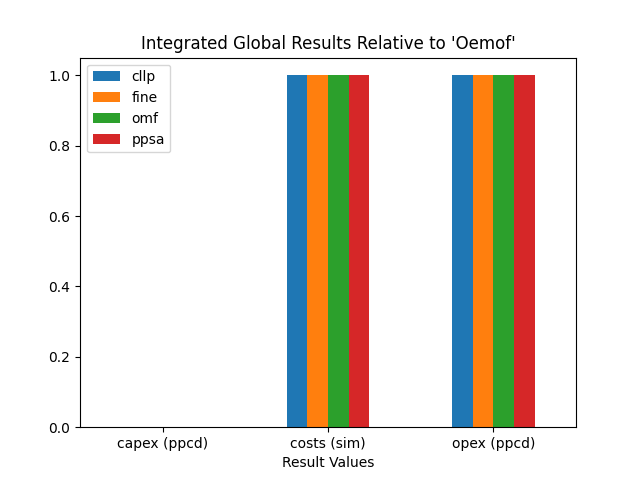 Integrated Global Results Relative to 'Oemof'
cllp
fine
omf
ppsa
1.0
0.8
0.6
0.4
0.2
0.0
capex (ppcd)
costs (sim)
opex (ppcd)
Result Values